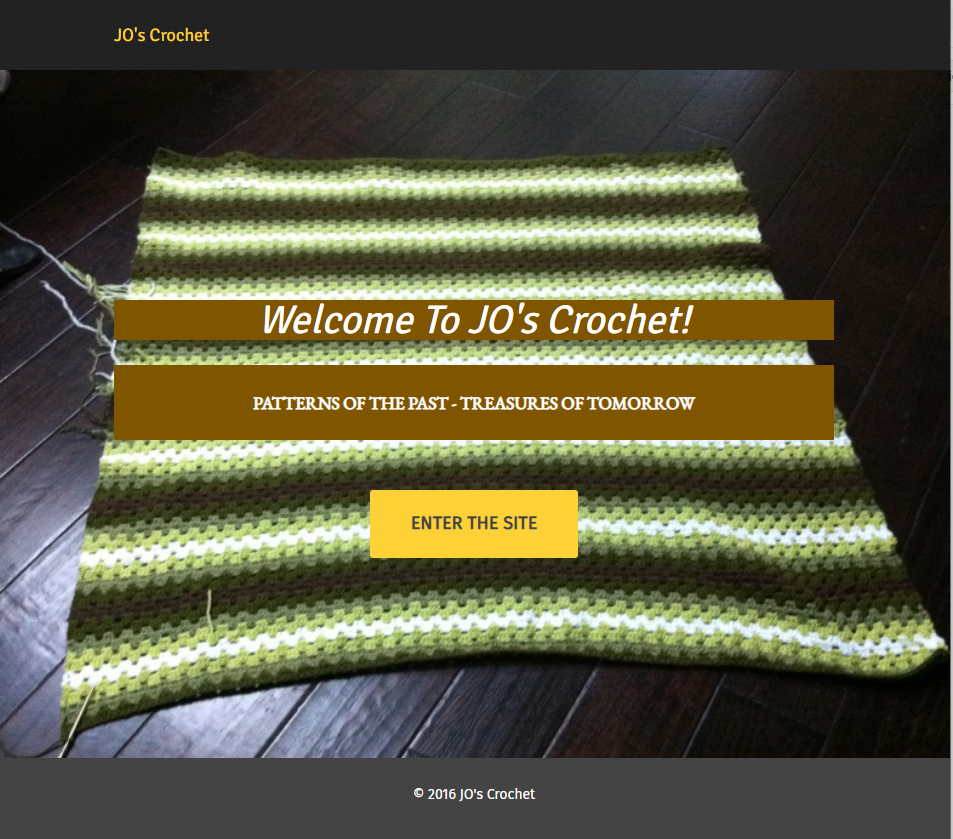 JO's Crochet
Welcome To JO's Crochet!
PATTERNS OF THE PAST - TREASURES OF TOMORROW
ENTER THE SITE
© 2016 JO's Crochet